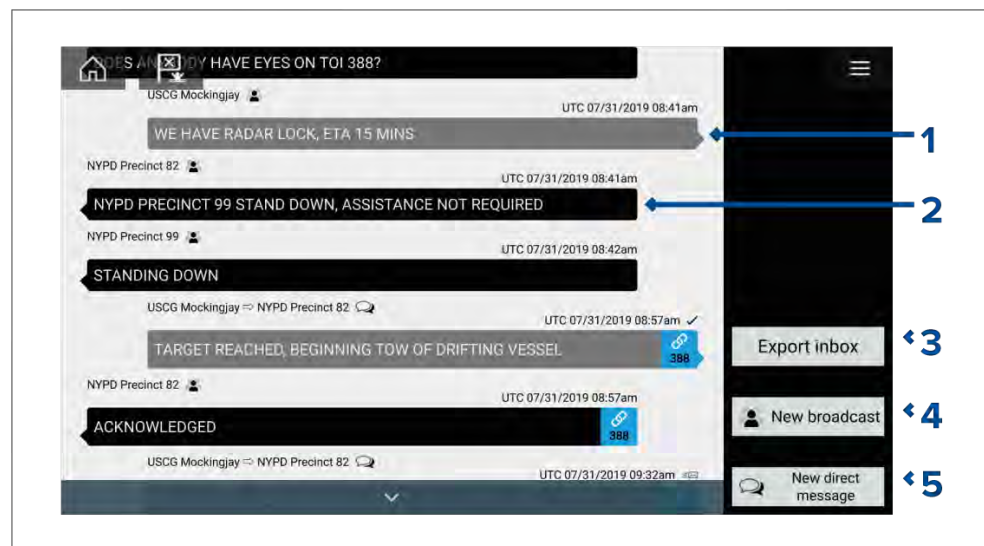 DOES ANYBODY HAVE EYES ON TOI 388?
USCG Mockingjay
UTC 07/31/2019 08:41am
WE HAVE RADAR LOCK, ETA 15 MINS
1
NYPD Precinct 82
UTC 07/31/2019 08:41am
NYPD PRECINCT 99 STAND DOWN, ASSISTANCE NOT REQUIRED
2
NYPD Precinct 99
UTC 07/31/2019 08:42am
STANDING DOWN
USCG Mockingjay ⇨ NYPD Precinct 82
UTC 07/31/2019 08:57am ✓
TARGET REACHED, BEGINNING TOW OF DRIFTING VESSEL
388
Export inbox
3
NYPD Precinct 82
UTC 07/31/2019 08:57am
ACKNOWLEDGED
388
New broadcast
4
USCG Mockingjay ⇨ NYPD Precinct 82
UTC 07/31/2019 09:32am
New direct
message
5